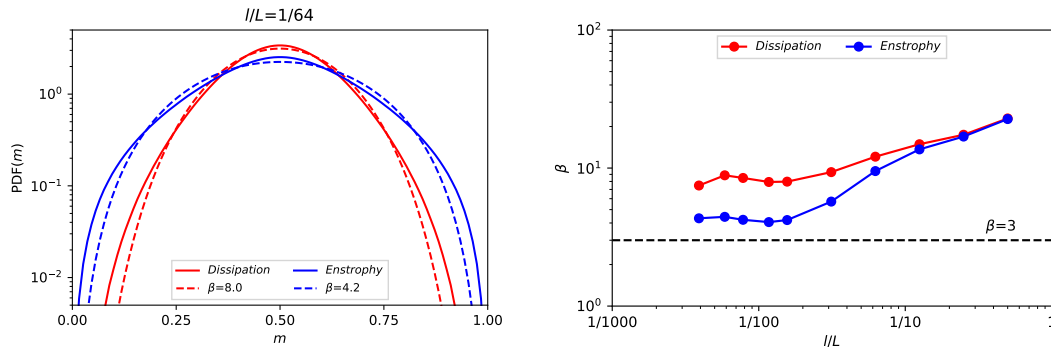 l/L=1/64
PDF(m)
10^0
10^-1
10^-2
0.00 0.25 0.50 0.75 1.00
m
Dissipation
β=8.0
Enstrophy
β=4.2
β
10^2
10^1
10^0
Dissipation
Enstrophy
β=3
1/1000 1/100 1/10 1
l/L